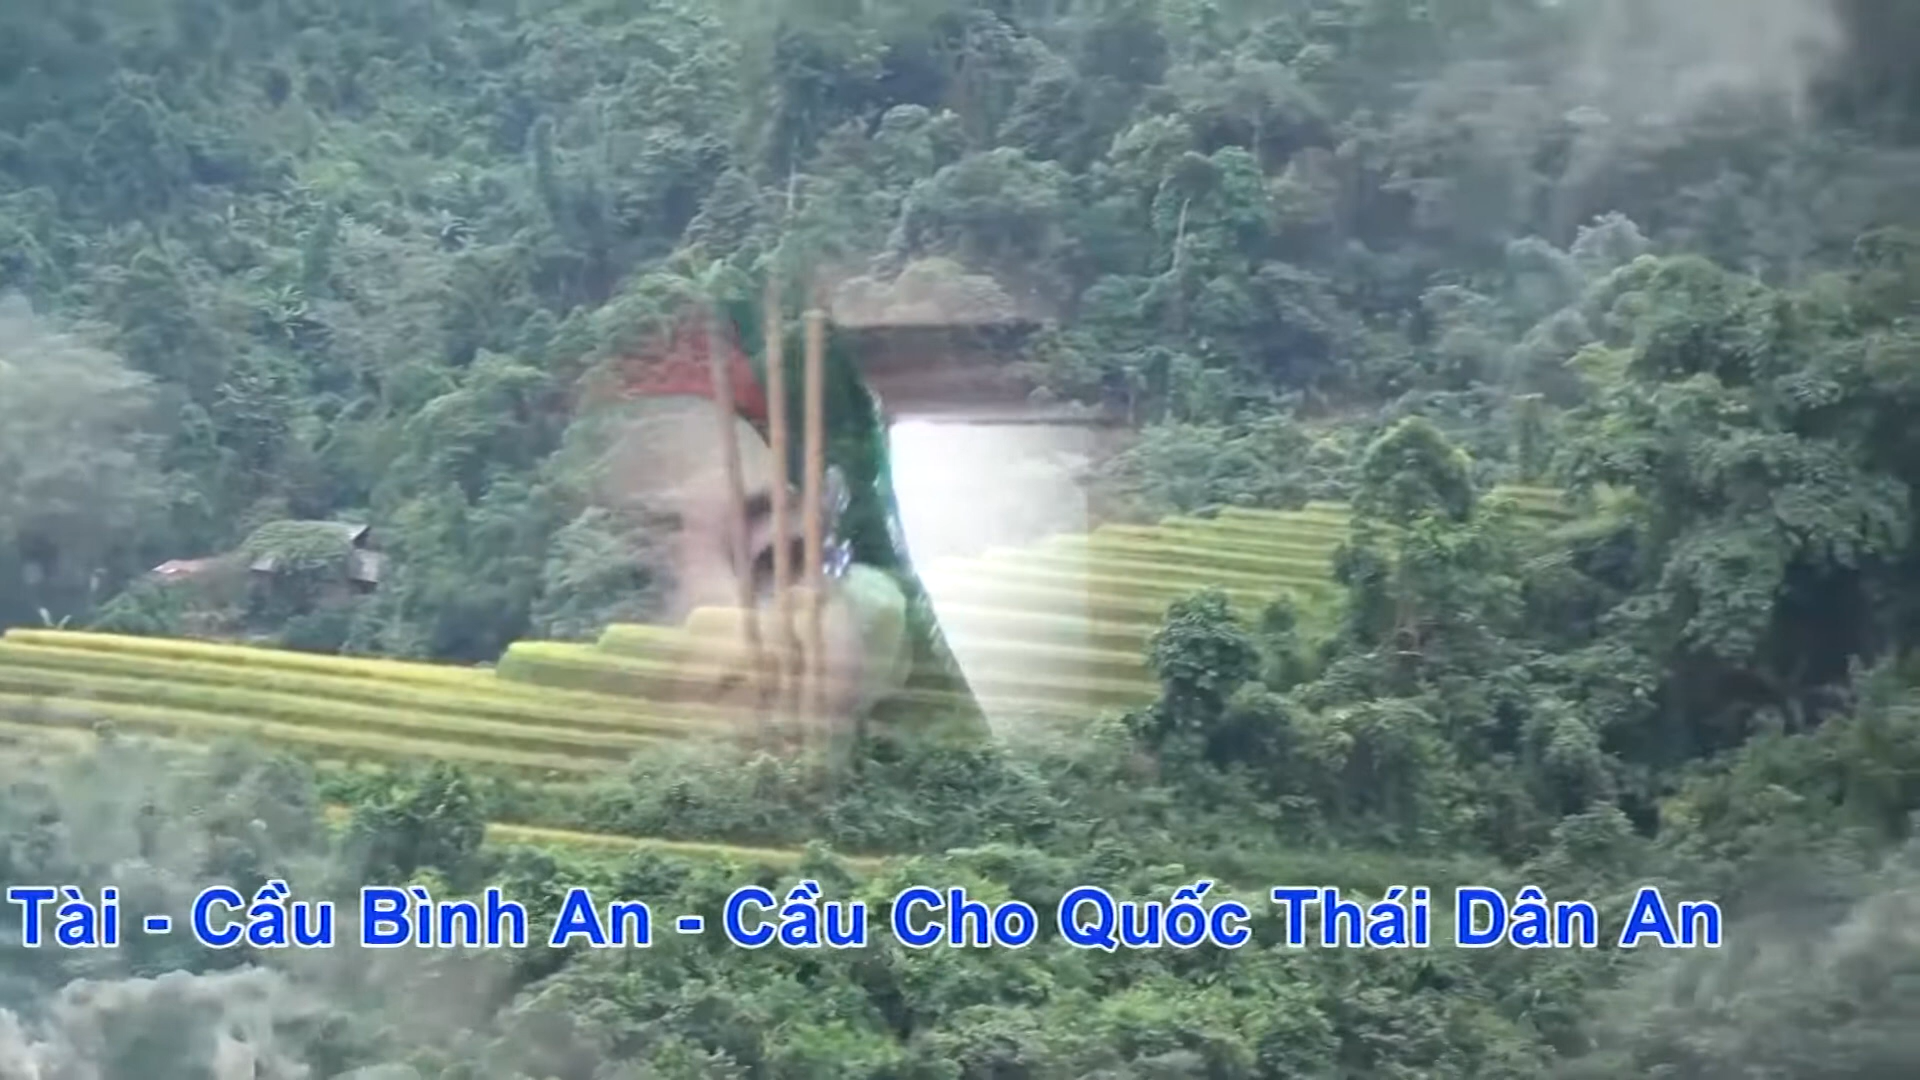 Tài - Cầu Bình An - Cầu Cho Quốc Thái Dân An